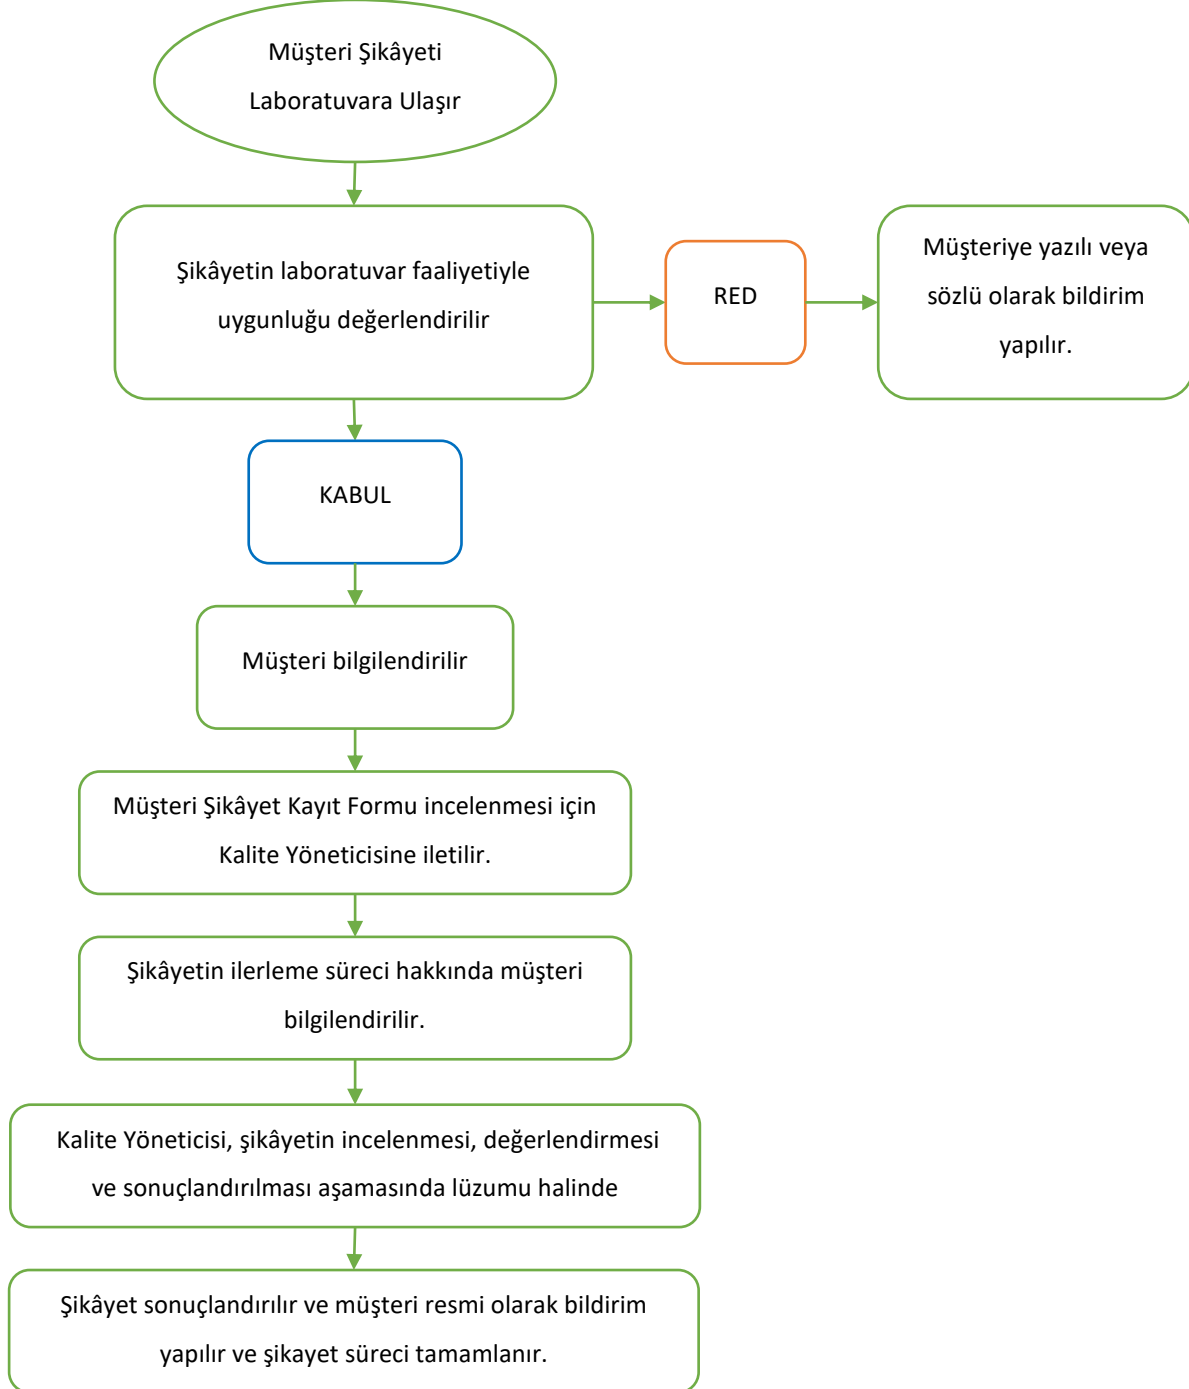 Müşteri Şikâyeti
Laboratuvara Ulaşır
Şikâyetin laboratuvar faaliyetiyle
uygunluğu değerlendirilir
RED
Müşteriye yazılı veya
sözlü olarak bildirim
yapılır.
KABUL
Müşteri bilgilendirilir
Müşteri Şikâyet Kayıt Formu incelenmesi için
Kalite Yöneticisine iletilir.
Şikâyetin ilerleme süreci hakkında müşteri
bilgilendirilir.
Kalite Yöneticisi, şikâyetin incelenmesi, değerlendirmesi
ve sonuçlandırılması aşamasında lüzumu halinde
Şikâyet sonuçlandırılır ve müşteri resmi olarak bildirim
yapılır ve şikayet süreci tamamlanır.